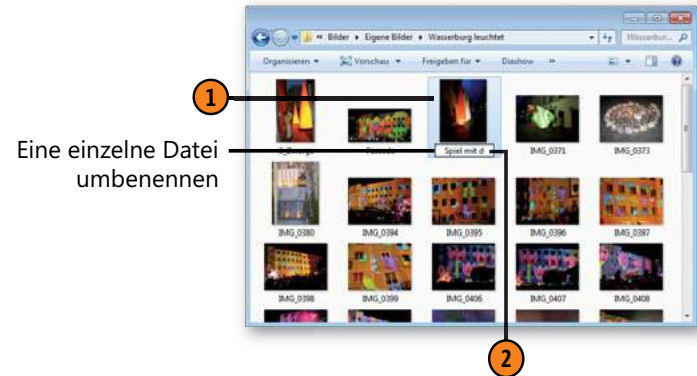 « Bilder ▸ Eigene Bilder ▸ Wasserburg leuchtet
Organisieren ▾ Vorschau ▾ Freigeben für ▾ Diashow »
1
Eine einzelne Datei
umbenennen
Spiel mit d
IMG_0371
IMG_0373
IMG_0380
IMG_0394
IMG_0395
IMG_0396
IMG_0397
IMG_0398
IMG_0399
IMG_0406
IMG_0407
IMG_0408
2